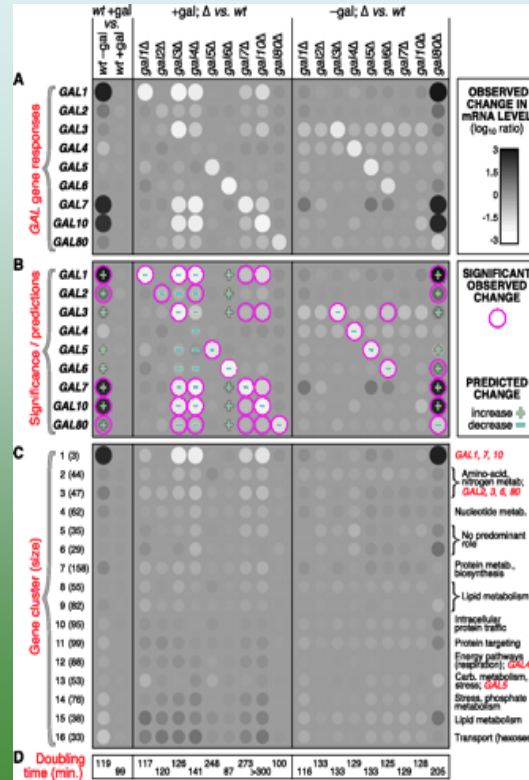 wt +gal
vs.
wt −gal
wt +gal
+gal; Δ vs. wt
gal1Δ
gal2Δ
gal3Δ
gal4Δ
gal5Δ
gal6Δ
gal7Δ
gal10Δ
gal80Δ
−gal; Δ vs. wt
gal1Δ
gal2Δ
gal3Δ
gal4Δ
gal5Δ
gal6Δ
gal7Δ
gal10Δ
gal80Δ
A
GAL gene responses
GAL1
GAL2
GAL3
GAL4
GAL5
GAL6
GAL7
GAL10
GAL80
OBSERVED
CHANGE IN
mRNA LEVEL
(log10 ratio)
3
1.5
0
-1.5
-3
B
Significance / predictions
GAL1
GAL2
GAL3
GAL4
GAL5
GAL6
GAL7
GAL10
GAL80
SIGNIFICANT
OBSERVED
CHANGE
PREDICTED
CHANGE
increase +
decrease −
C
Gene cluster (size)
1 (3)
2 (44)
3 (47)
4 (62)
5 (35)
6 (29)
7 (158)
8 (55)
9 (82)
10 (95)
11 (99)
12 (88)
13 (53)
14 (76)
15 (38)
16 (33)
GAL1, 7, 10
Amino-acid,
nitrogen metab;
GAL2, 3, 6, 80
Nucleotide metab.
No predominant
role
Protein metab.,
biosynthesis
Lipid metabolism
Intracellular
protein traffic
Protein targeting
Energy pathways
(respiration); GAL4
Carb. metabolism,
stress; GAL5
Stress, phosphate
metabolism
Lipid metabolism
Transport (hexose)
D
Doubling
time (min.)
119 99
117 120 126 141 248 87 273 >300 100
116 133 133 129 133 125 129 128 205